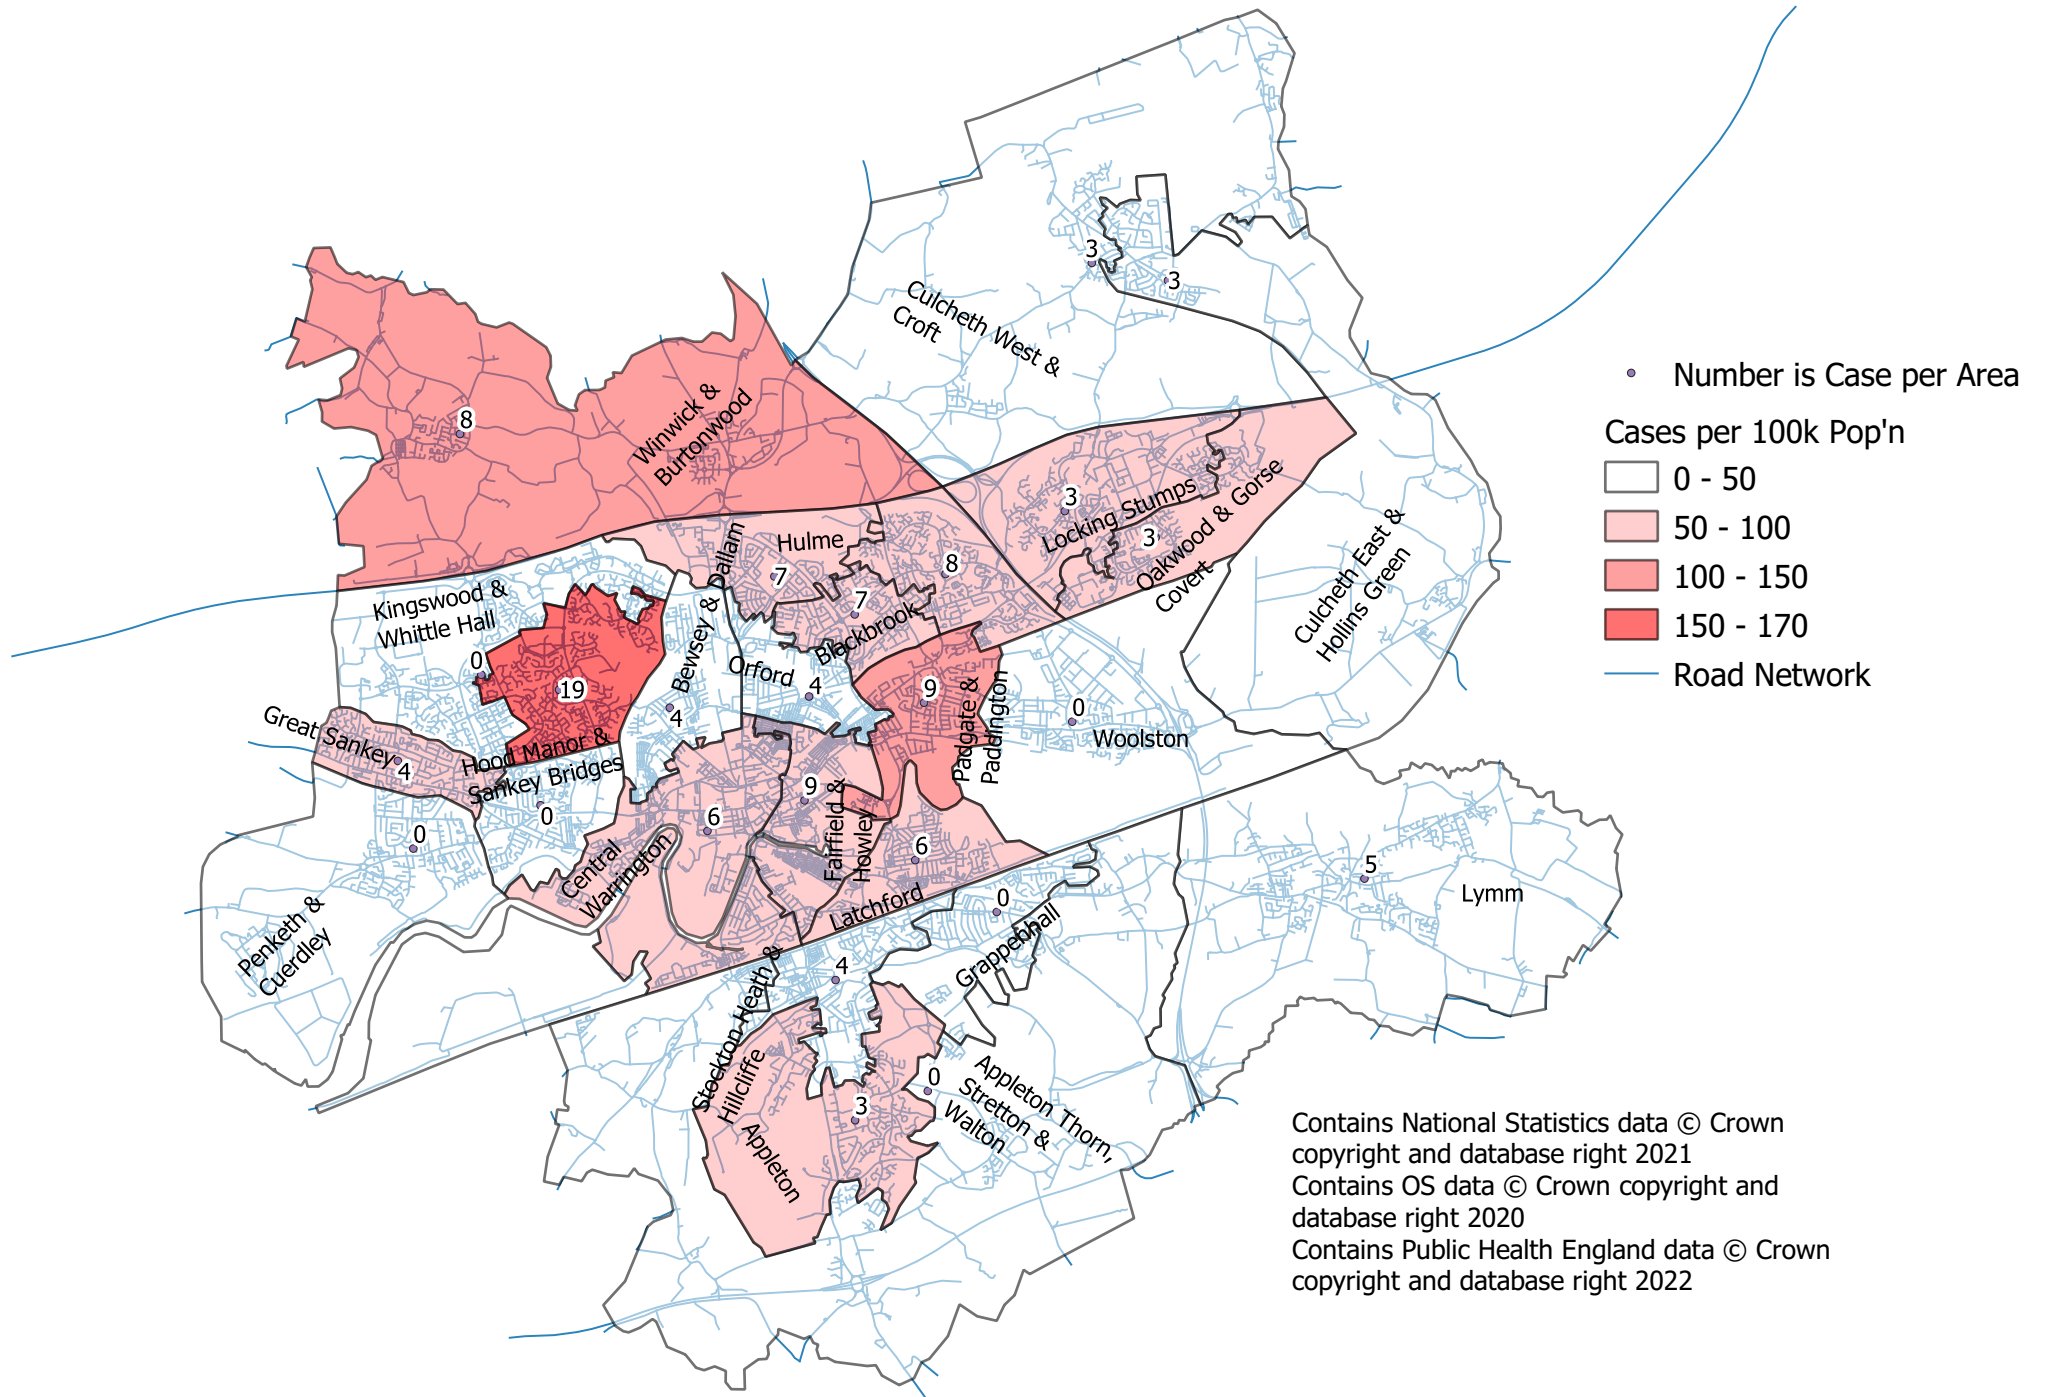 3
3
Culcheth West &
Croft
Number is Case per Area
Cases per 100k Pop'n
0 - 50
50 - 100
100 - 150
150 - 170
Road Network
8
Winwick &
Burtonwood
3
Locking Stumps
3
Oakwood & Gorse
Covert
Culcheth East &
Hollins Green
Hulme
7
8
7
Blackbrook
Kingswood &
Whittle Hall
0
19
Bewsey & Dallam
4
Orford
4
9
Padgate &
Paddington
0
Woolston
Great Sankey
4
Hood Manor &
Sankey Bridges
0
0
Penketh &
Cuerdley
6
Central
Warrington
9
Fairfield &
Howley
6
Latchford
5
Lymm
0
Grappenhall
4
Stockton Heath &
Hillcliffe
3
Appleton
0
Appleton Thorn,
Stretton &
Walton
Contains National Statistics data © Crown
copyright and database right 2021
Contains OS data © Crown copyright and
database right 2020
Contains Public Health England data © Crown
copyright and database right 2022